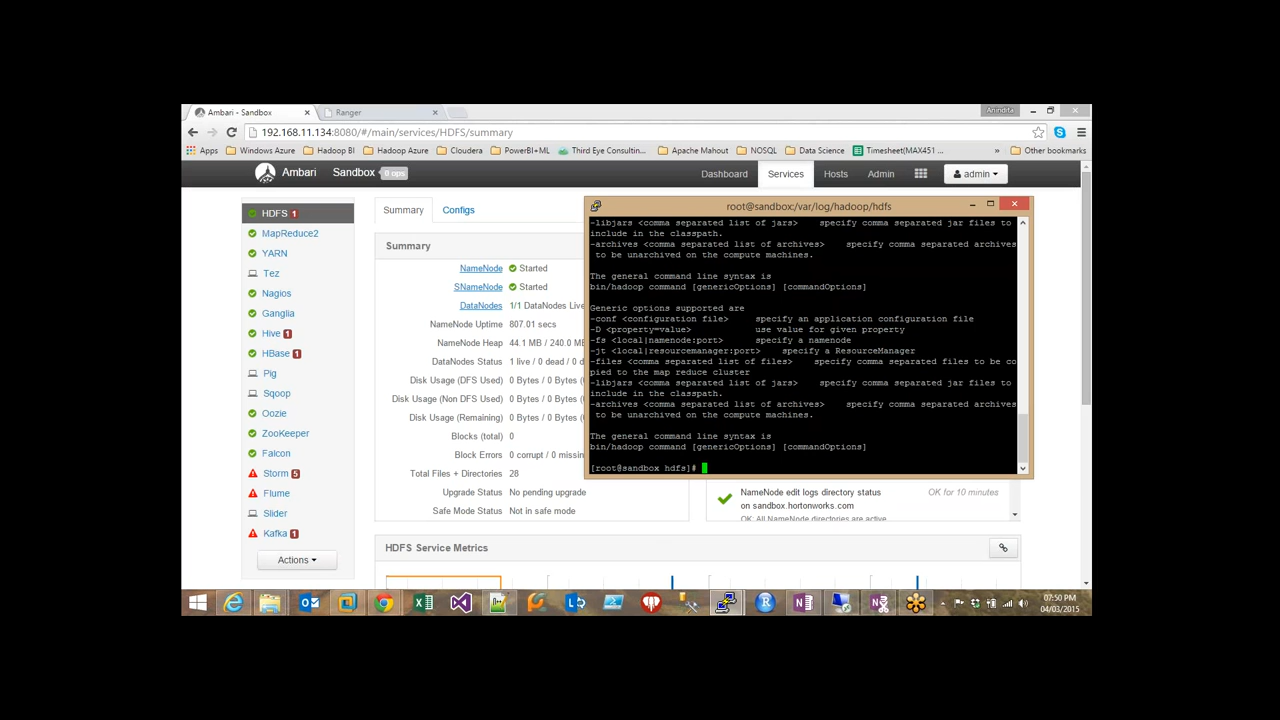 Ambari - Sandbox
Ranger
Anindita
192.168.11.134:8080/#/main/services/HDFS/summary
Apps Windows Azure Hadoop BI Hadoop Azure Cloudera PowerBI+ML Third Eye Consultin... Apache Mahout NOSQL Data Science Timesheet(MAX451 ... » Other bookmarks
Ambari Sandbox 0 ops Dashboard Services Hosts Admin admin
HDFS 1
MapReduce2
YARN
Tez
Nagios
Ganglia
Hive 1
HBase 1
Pig
Sqoop
Oozie
ZooKeeper
Falcon
Storm 5
Flume
Slider
Kafka 1
Actions
Summary Configs
Summary
NameNode Started
SNameNode Started
DataNodes 1/1 DataNodes Live
NameNode Uptime 807.01 secs
NameNode Heap 44.1 MB / 240.0 M
DataNodes Status 1 live / 0 dead / 0 d
Disk Usage (DFS Used) 0 Bytes / 0 Bytes (
Disk Usage (Non DFS Used) 0 Bytes / 0 Bytes (
Disk Usage (Remaining) 0 Bytes / 0 Bytes (
Blocks (total) 0
Block Errors 0 corrupt / 0 missin
Total Files + Directories 28
Upgrade Status No pending upgrade
Safe Mode Status Not in safe mode
root@sandbox:/var/log/hadoop/hdfs
-libjars <comma separated list of jars> specify comma separated jar files to
include in the classpath.
-archives <comma separated list of archives> specify comma separated archives
to be unarchived on the compute machines.
The general command line syntax is
bin/hadoop command [genericOptions] [commandOptions]
Generic options supported are
-conf <configuration file> specify an application configuration file
-D <property=value> use value for given property
-fs <local|namenode:port> specify a namenode
-jt <local|resourcemanager:port> specify a ResourceManager
-files <comma separated list of files> specify comma separated files to be co
pied to the map reduce cluster
-libjars <comma separated list of jars> specify comma separated jar files to
include in the classpath.
-archives <comma separated list of archives> specify comma separated archives
to be unarchived on the compute machines.
The general command line syntax is
bin/hadoop command [genericOptions] [commandOptions]
[root@sandbox hdfs]#
NameNode edit logs directory status OK for 10 minutes
on sandbox.hortonworks.com
OK: All NameNode directories are active
HDFS Service Metrics
07:50 PM
04/03/2015